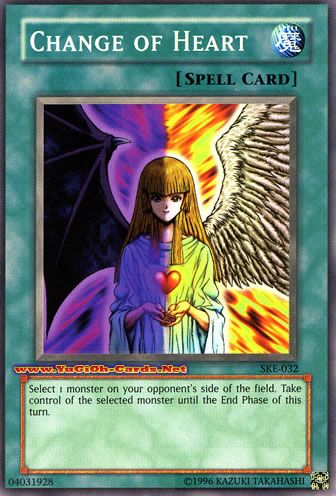 CHANGE OF HEART
魔
[SPELL CARD]
www.YuGiOh-Cards.Net
SKE-032
Select 1 monster on your opponent's side of the field. Take
control of the selected monster until the End Phase of this
turn.
04031928
©1996 KAZUKI TAKAHASHI